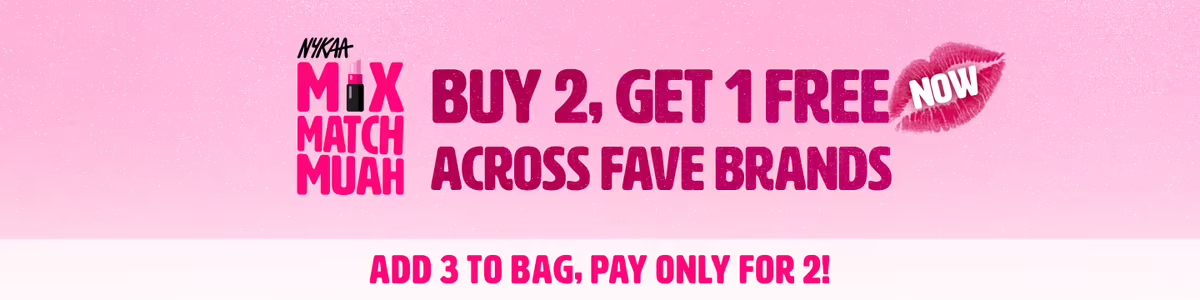 NYKAA
MIX
MATCH
MUAH
BUY 2, GET 1 FREE
NOW
ACROSS FAVE BRANDS
ADD 3 TO BAG, PAY ONLY FOR 2!